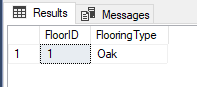 Results Messages
FloorID FlooringType
1 1 Oak